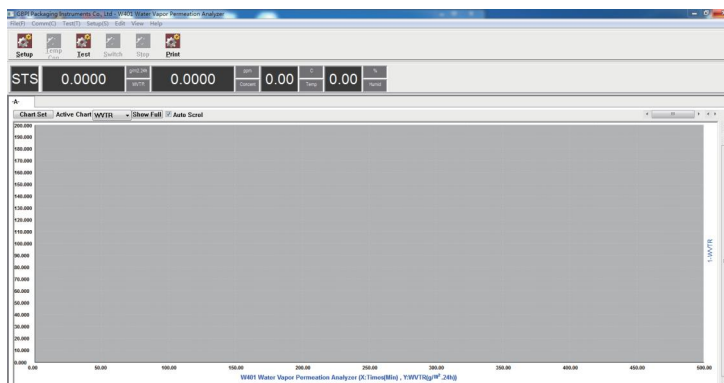 GBPI Packaging Instruments Co., Ltd - W401 Water Vapor Permeation Analyzer
File(F) Comm(C) Test(T) Setup(S) Edit View Help
Setup Temp Con Test Switch Stop Print
STS 0.0000 WVTR 0.0000 ppm 0.00 Temp 0.00 %
-A-
Chart Set Active Chart WVTR Show Full Auto Scrol
200.000
190.000
180.000
170.000
160.000
150.000
140.000
130.000
120.000
110.000
100.000
90.000
80.000
70.000
60.000
50.000
40.000
30.000
20.000
10.000
0.000
1-WVTR
0.00 50.00 100.00 150.00 200.00 250.00 300.00 350.00 400.00 450.00 500.00
W401 Water Vapor Permeation Analyzer (X:Times(Min) , Y:WVTR(g/m².24h))